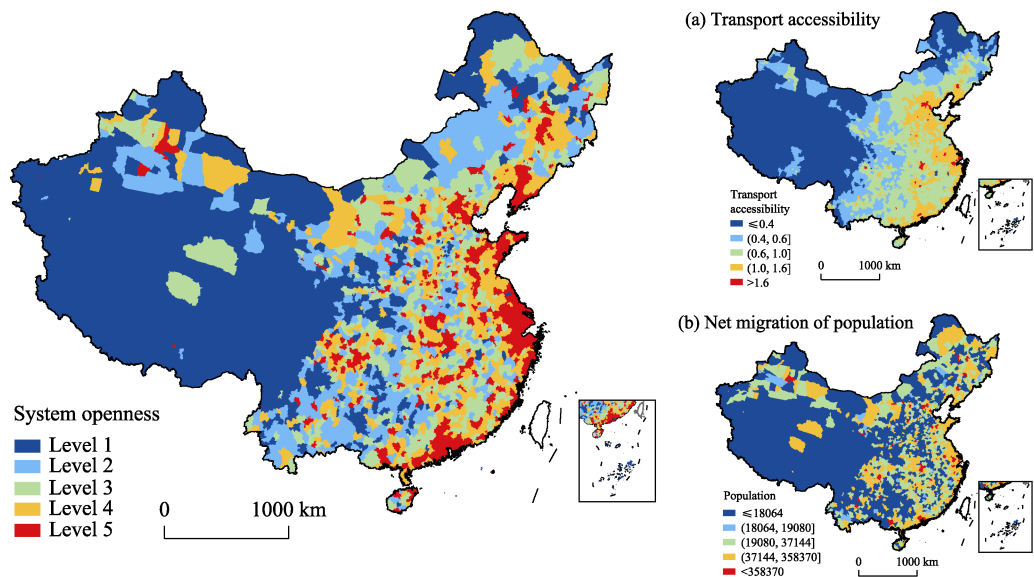 System openness
Level 1
Level 2
Level 3
Level 4
Level 5
0 1000 km
(a) Transport accessibility
Transport
accessibility
≤0.4
(0.4, 0.6]
(0.6, 1.0]
(1.0, 1.6]
>1.6
0 1000 km
(b) Net migration of population
Population
≤18064
(18064, 19080]
(19080, 37144]
(37144, 358370]
<358370
0 1000 km